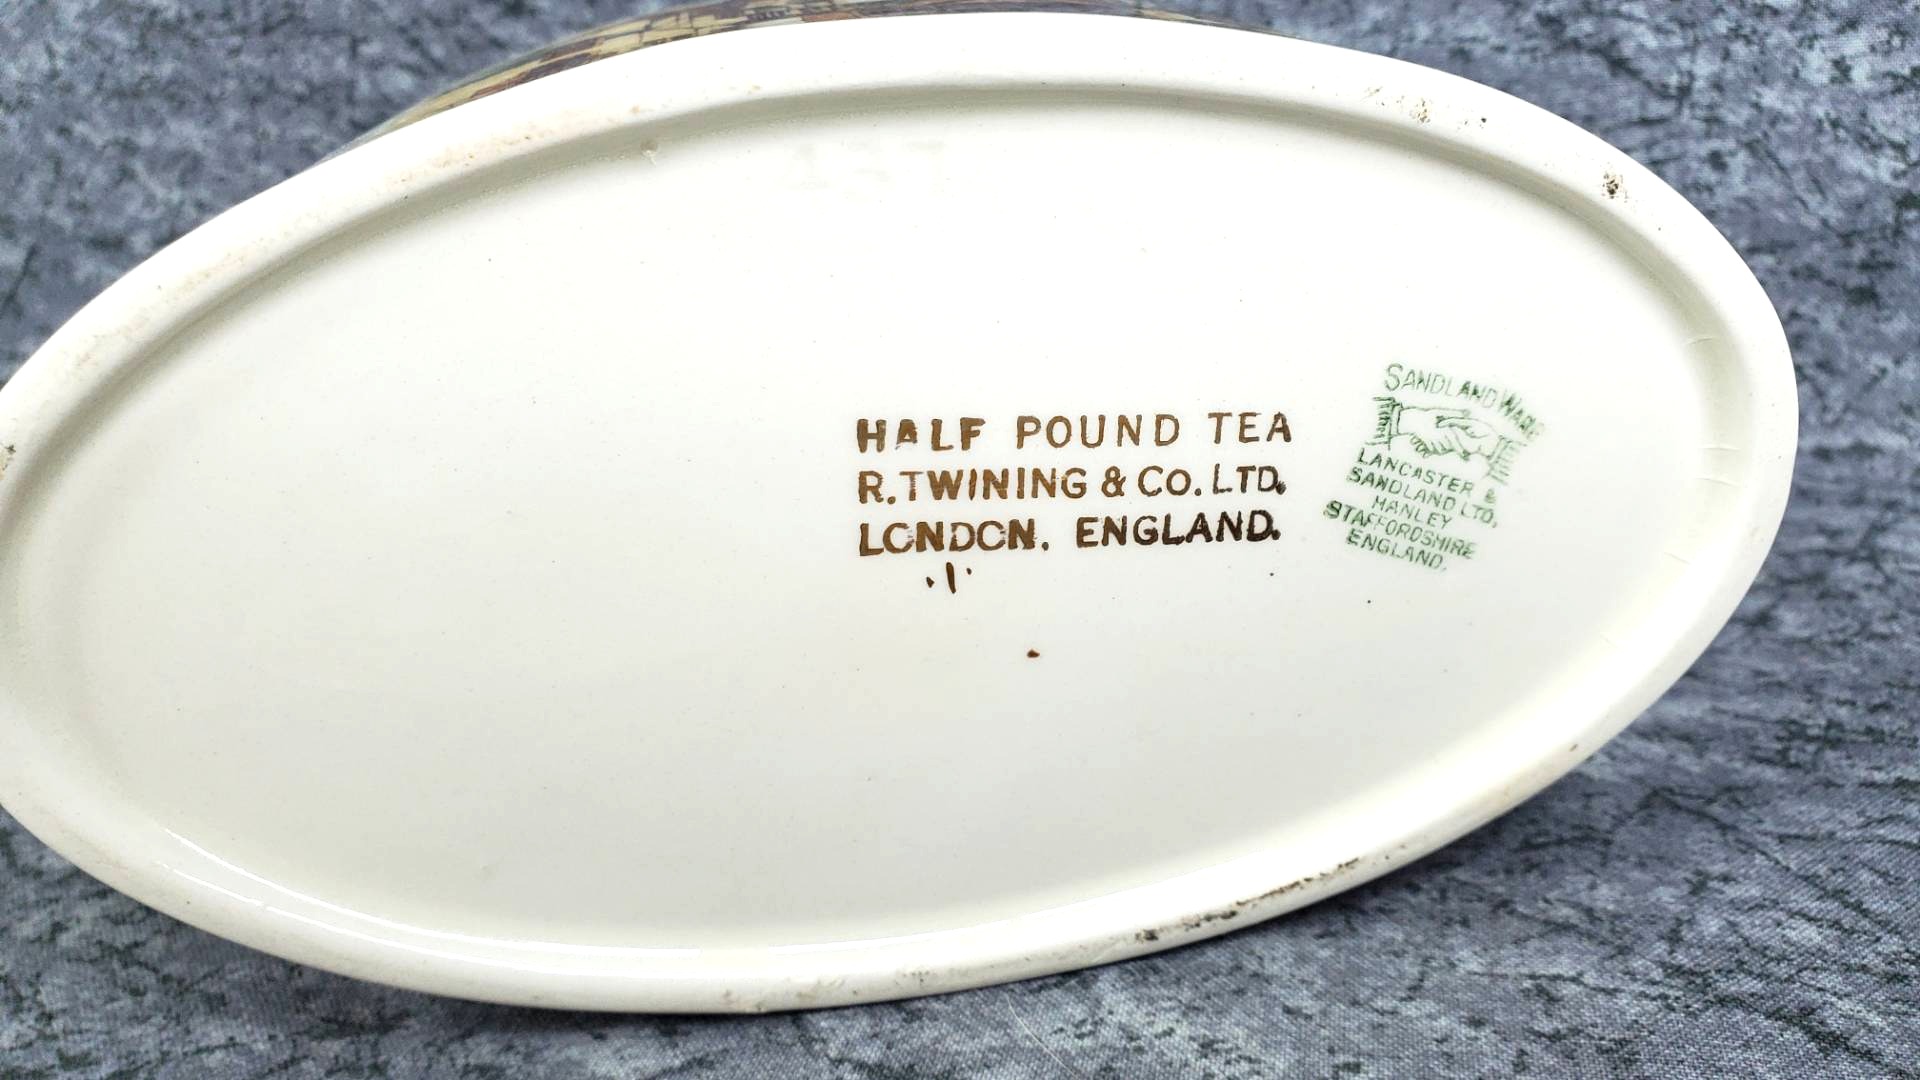 HALF POUND TEA
R. TWINING & CO. LTD.
LONDON. ENGLAND.
SANDLAND WARE
LANCASTER &
SANDLAND LTD,
HANLEY
STAFFORDSHIRE
ENGLAND.